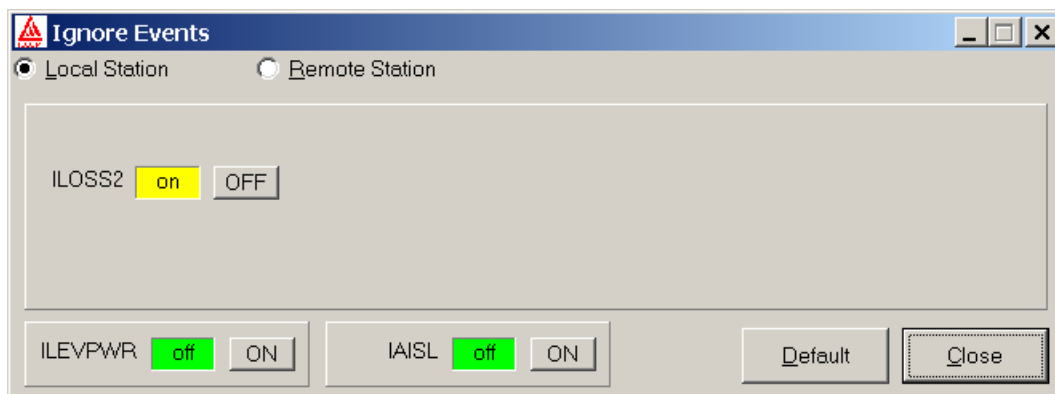 Ignore Events
Local Station Remote Station
ILOSS2 on OFF
ILEVPWR off ON IAISL off ON Default Close